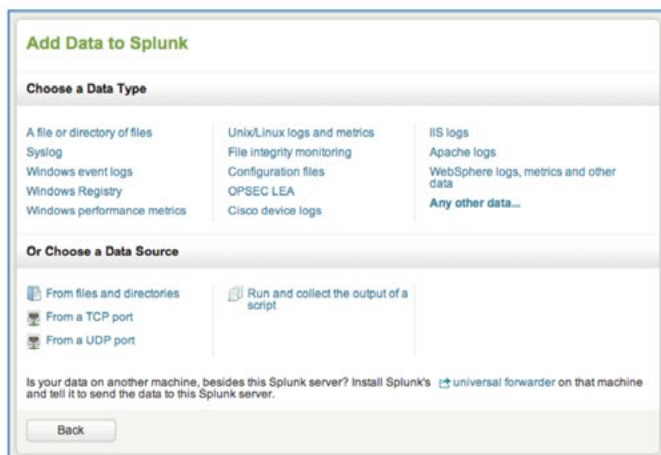 Add Data to Splunk
Choose a Data Type
A file or directory of files
Syslog
Windows event logs
Windows Registry
Windows performance metrics
Unix/Linux logs and metrics
File integrity monitoring
Configuration files
OPSEC LEA
Cisco device logs
IIS logs
Apache logs
WebSphere logs, metrics and other
data
Any other data...
Or Choose a Data Source
From files and directories
From a TCP port
From a UDP port
Run and collect the output of a
script
Is your data on another machine, besides this Splunk server? Install Splunk's universal forwarder on that machine
and tell it to send the data to this Splunk server.
Back